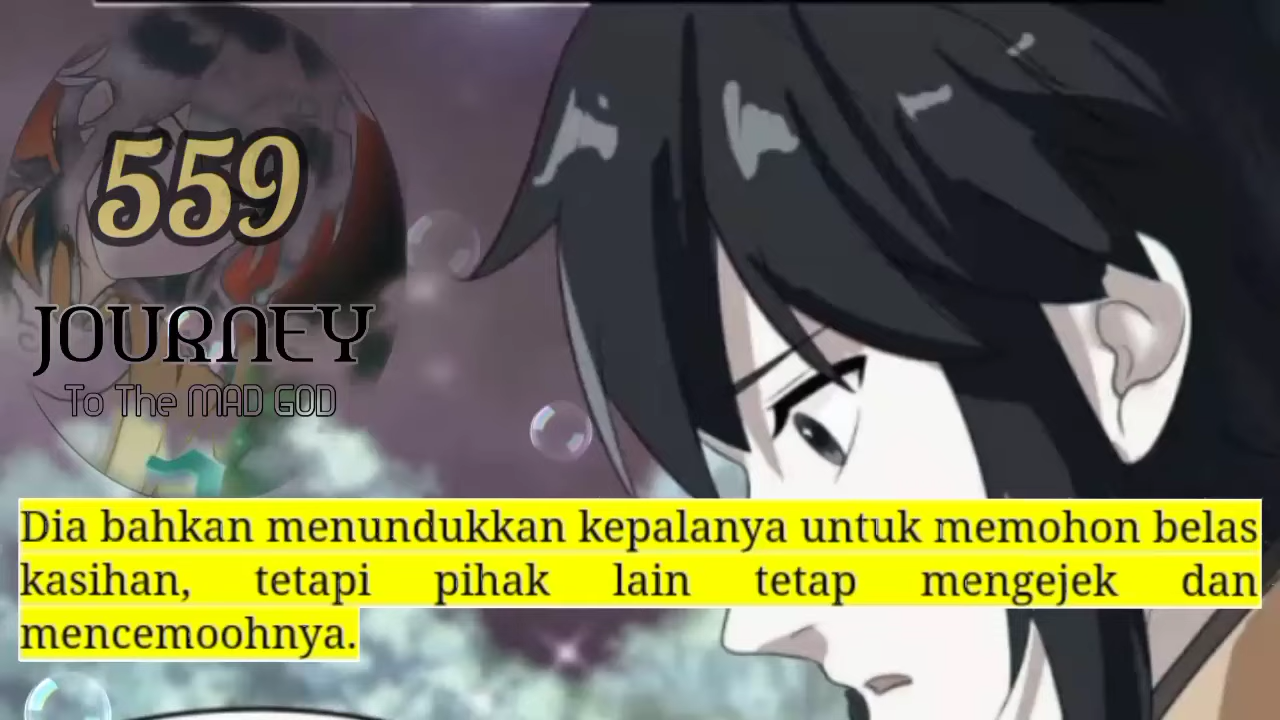 559
JOURNEY
To The MAD GOD
Dia bahkan menundukkan kepalanya untuk memohon belas
kasihan, tetapi pihak lain tetap mengejek dan
mencemoohnya.